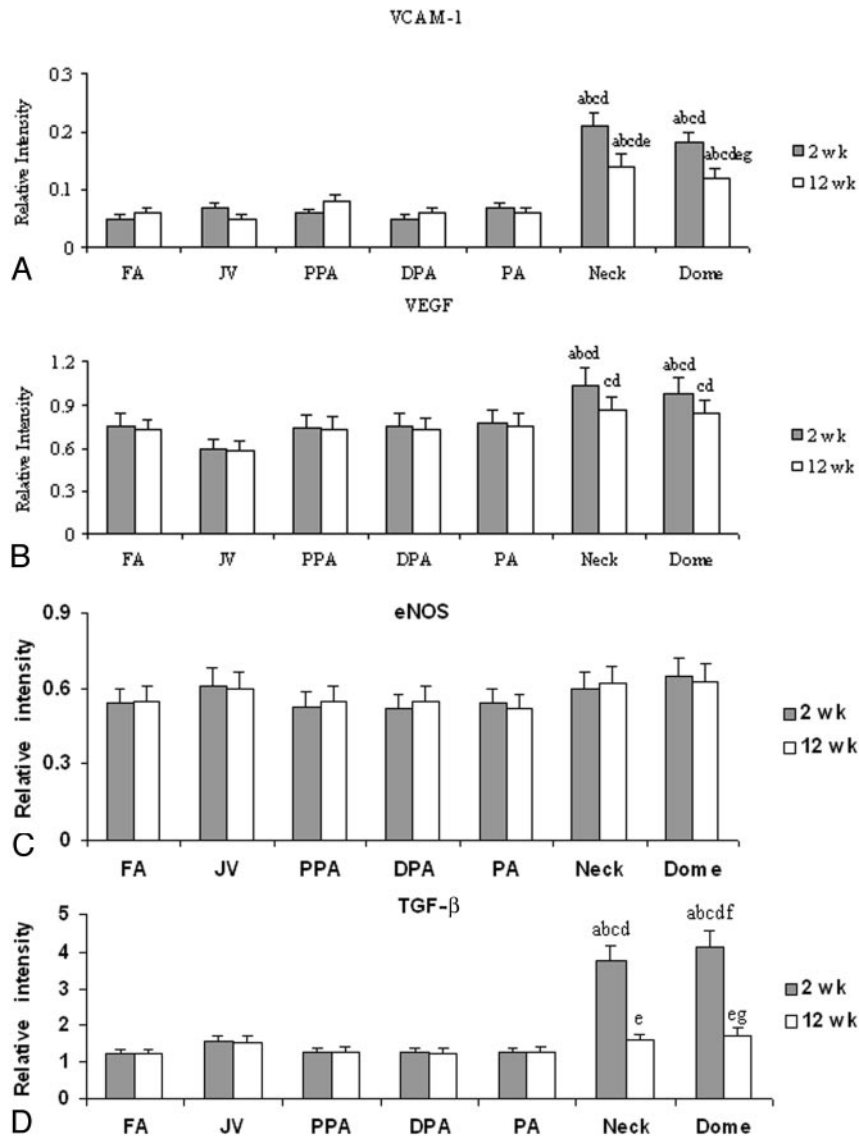 VCAM-1
0.3
0.2
0.1
0
Relative Intensity
abcd
abcde
abcd
abcdeg
2 wk
12 wk
FA JV PPA DPA PA Neck Dome
A
VEGF
1.2
0.9
0.6
0.3
0
Relative Intensity
abcd
cd
abcd
cd
2 wk
12 wk
FA JV PPA DPA PA Neck Dome
B
eNOS
0.9
0.6
0.3
0
Relative intensity
2 wk
12 wk
FA JV PPA DPA PA Neck Dome
C
TGF-β
5
4
3
2
1
0
Relative intensity
abcd
e
abcdf
eg
2 wk
12 wk
FA JV PPA DPA PA Neck Dome
D